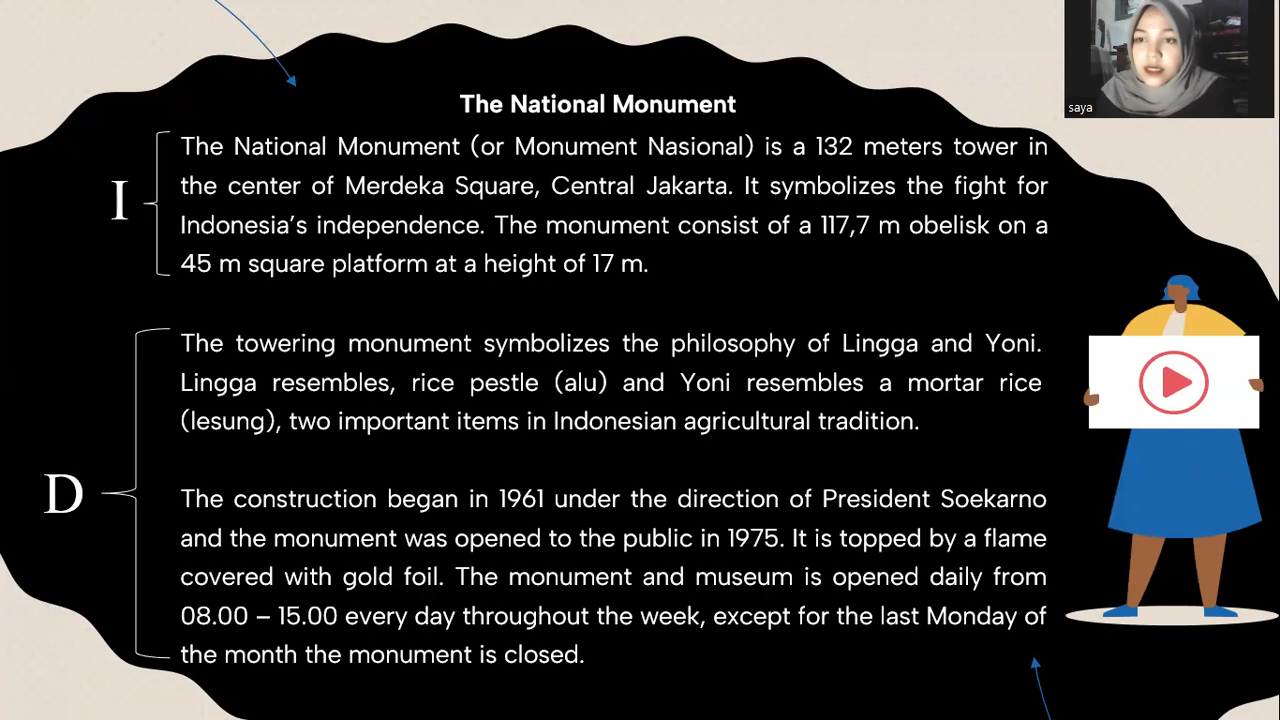 The National Monument
The National Monument (or Monument Nasional) is a 132 meters tower in
the center of Merdeka Square, Central Jakarta. It symbolizes the fight for
Indonesia's independence. The monument consist of a 117,7 m obelisk on a
45 m square platform at a height of 17 m.
I
The towering monument symbolizes the philosophy of Lingga and Yoni.
Lingga resembles, rice pestle (alu) and Yoni resembles a mortar rice
(lesung), two important items in Indonesian agricultural tradition.
D
The construction began in 1961 under the direction of President Soekarno
and the monument was opened to the public in 1975. It is topped by a flame
covered with gold foil. The monument and museum is opened daily from
08.00 – 15.00 every day throughout the week, except for the last Monday of
the month the monument is closed.
saya